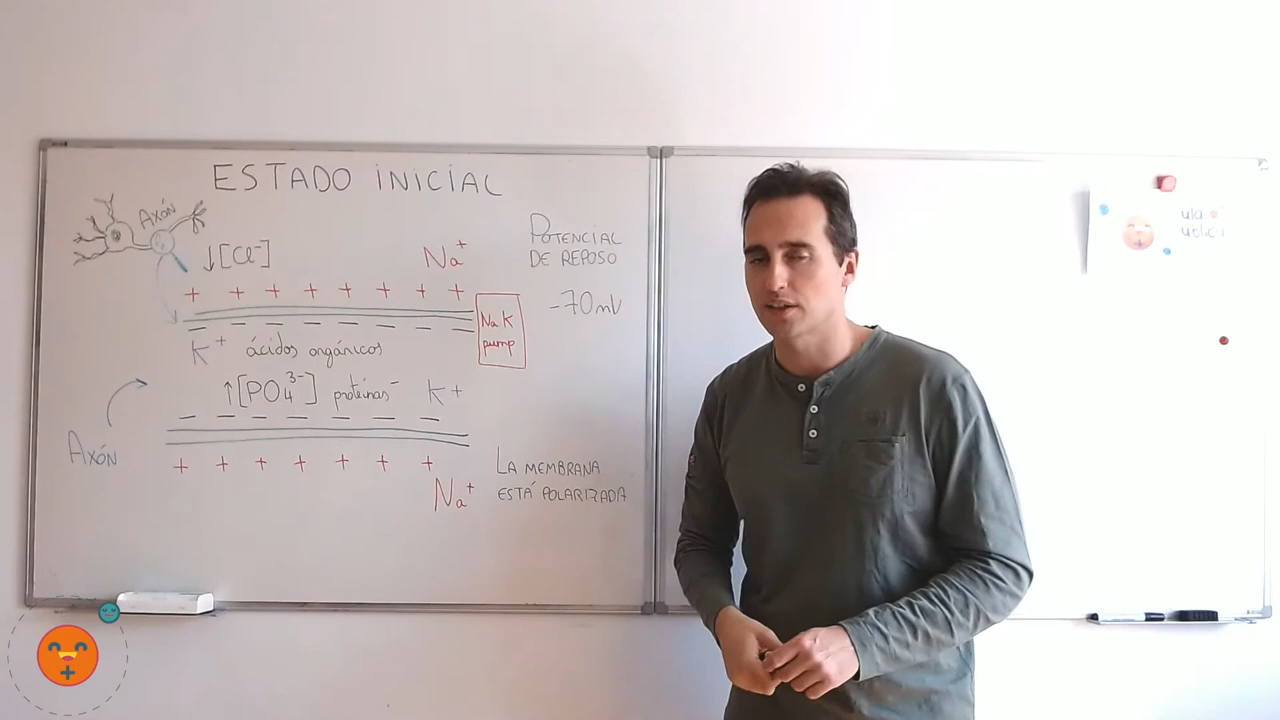 ESTADO INICIAL
AXÓN
↓[Cl⁻]
Na⁺
POTENCIAL
DE REPOSO
-70mV
+ + + + + + + +
Na K
pump
− − − − − − − −
K⁺ ácidos orgánicos
↑[PO₄³⁻] proteínas⁻ K+
− − − − − − −
AXÓN
+ + + + + + +
Na⁺
LA MEMBRANA
ESTÁ POLARIZADA
ula